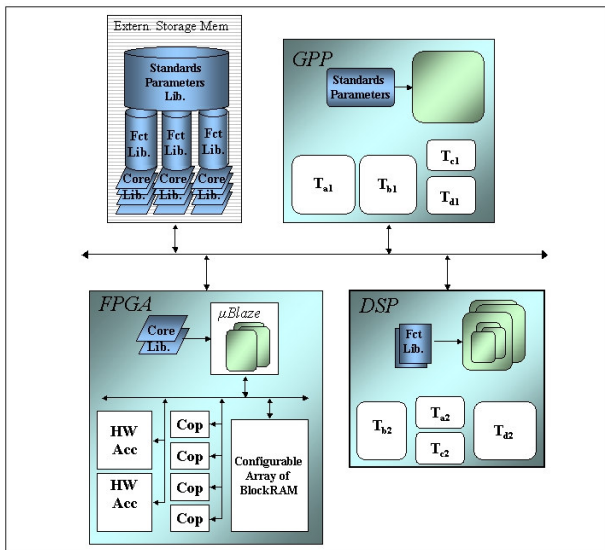 Extern. Storage Mem
Standards
Parameters
Lib.
Fct
Lib.
Fct
Lib.
Fct
Lib.
Core
Lib.
Core
Lib.
Core
Lib.
GPP
Standards
Parameters
Ta1
Tb1
Tc1
Td1
FPGA
Core
Lib.
µBlaze
HW
Acc
HW
Acc
Cop
Cop
Cop
Cop
Configurable
Array of
BlockRAM
DSP
Fct
Lib.
Tb2
Ta2
Tc2
Td2